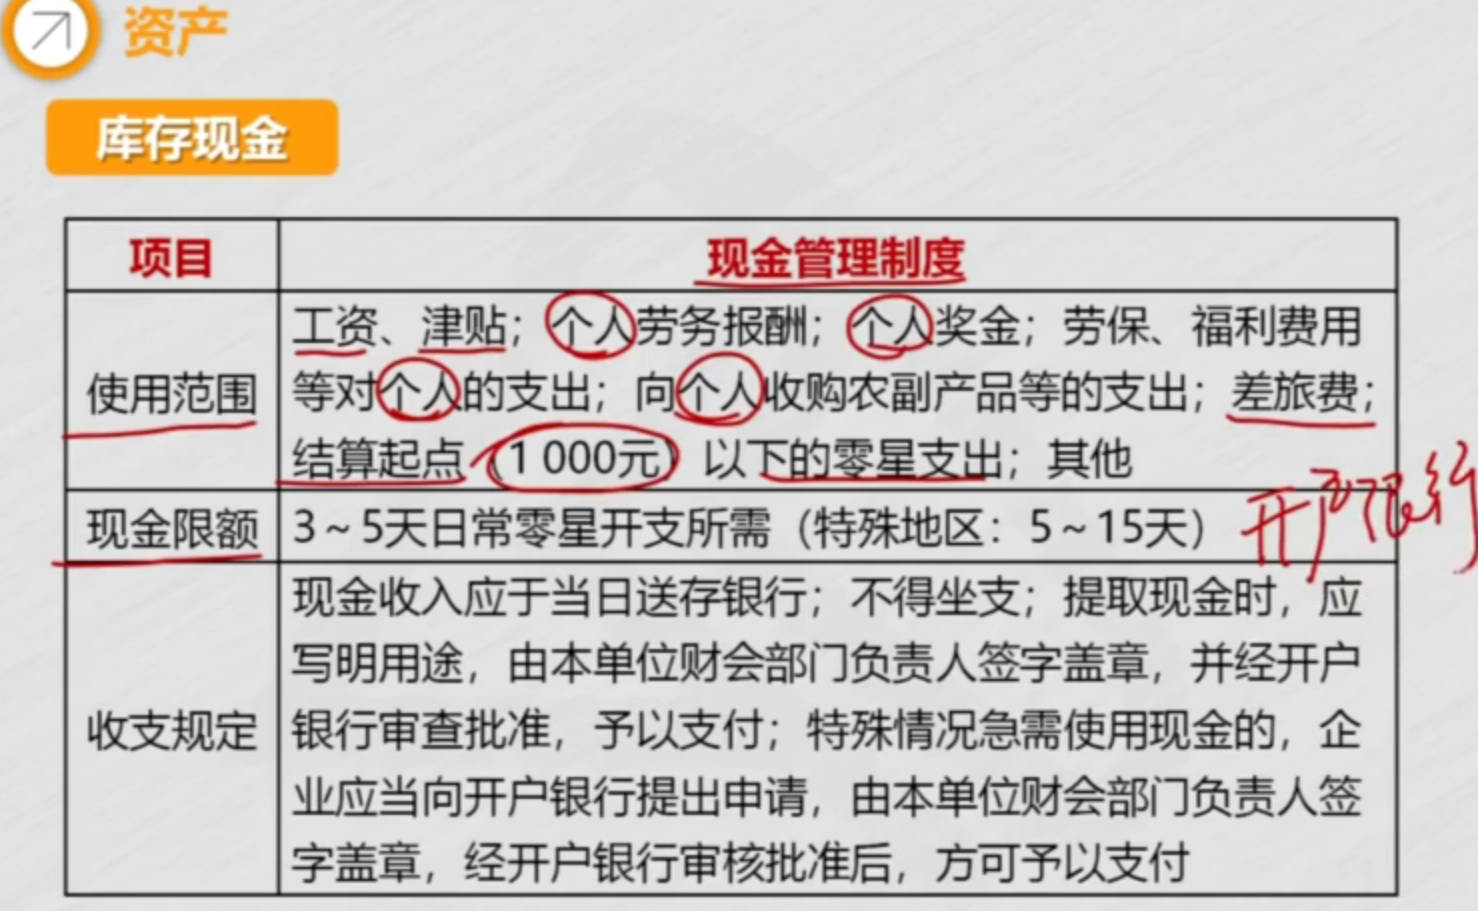 资产
库存现金
项目
现金管理制度
使用范围
工资、津贴；个人劳务报酬；个人奖金；劳保、福利费用
等对个人的支出；向个人收购农副产品等的支出；差旅费；
结算起点（1 000元）以下的零星支出；其他
现金限额
3～5天日常零星开支所需（特殊地区：5～15天）
开户银行
收支规定
现金收入应于当日送存银行；不得坐支；提取现金时，应
写明用途，由本单位财会部门负责人签字盖章，并经开户
银行审查批准，予以支付；特殊情况急需使用现金的，企
业应当向开户银行提出申请，由本单位财会部门负责人签
字盖章，经开户银行审核批准后，方可予以支付